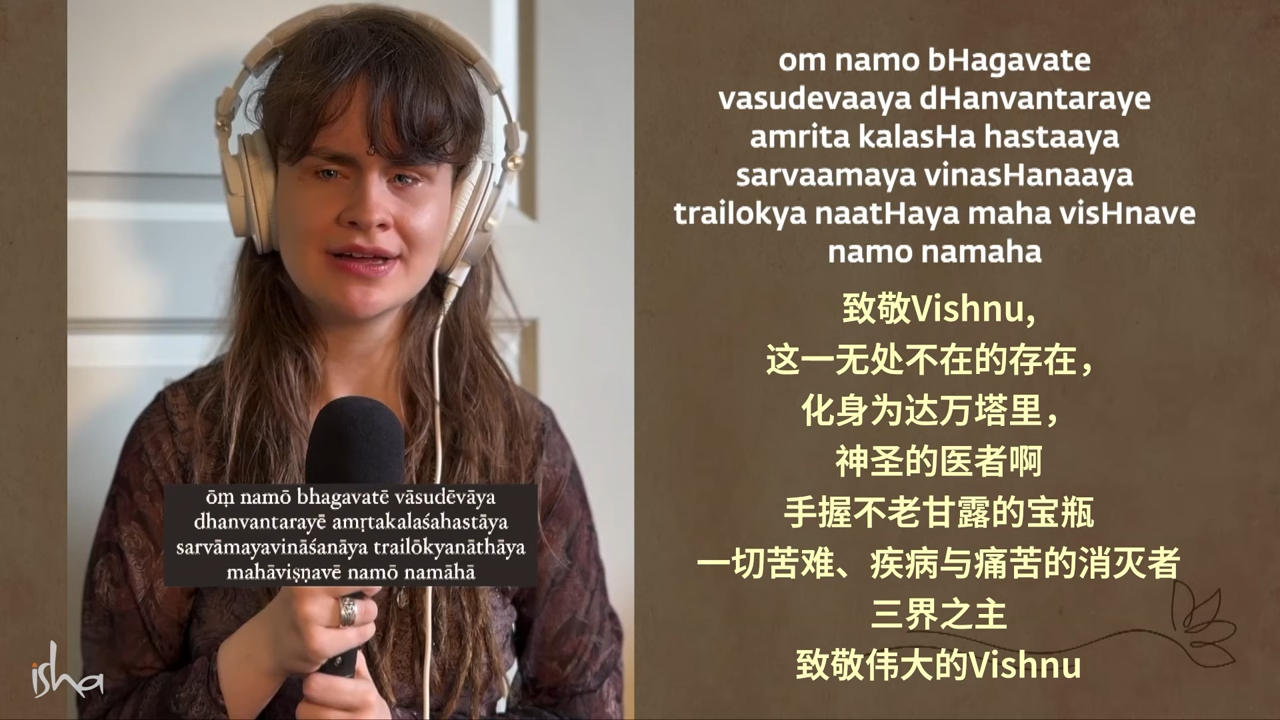 om namo bHagavate
vasudevaaya dHanvantaraye
amrita kalasHa hastaaya
sarvaamaya vinasHanaaya
trailokya naatHaya maha visHnave
namo namaha
致敬Vishnu,
这一无处不在的存在，
化身为达万塔里，
神圣的医者啊
手握不老甘露的宝瓶
一切苦难、疾病与痛苦的消灭者
三界之主
致敬伟大的Vishnu
ōṃ namō bhagavatē vāsudēvāya
dhanvantarayē amṛtakalaśahastāya
sarvāmayavināśanāya trailōkyanāthāya
mahāviṣṇavē namō namāhā
isha